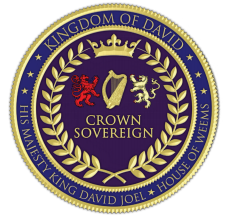 KINGDOM OF DAVID
CROWN
SOVEREIGN
HIS MAJESTY KING DAVID JOEL ★ HOUSE OF WEEMS